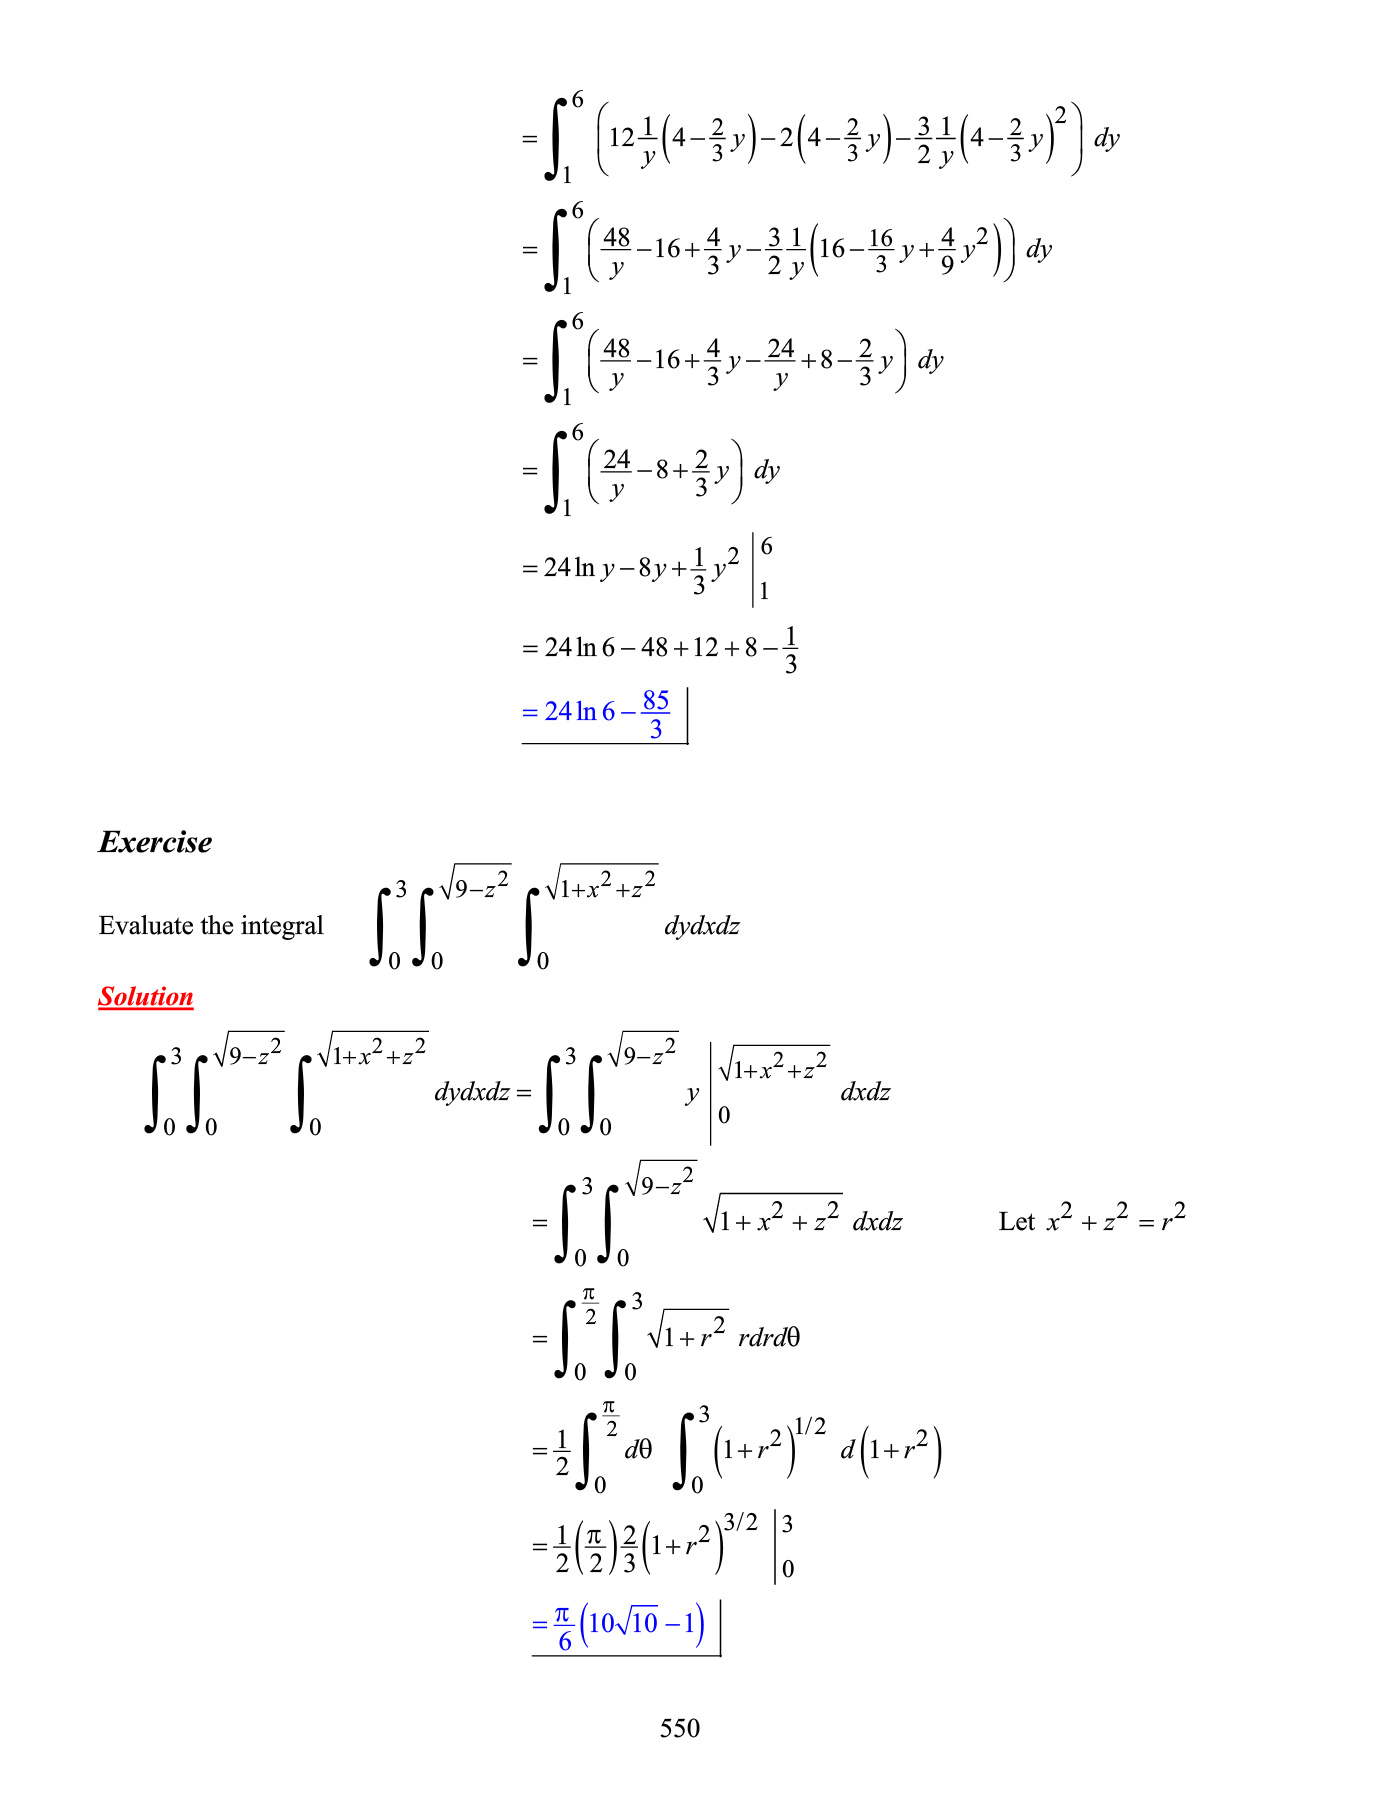 = ∫_1^6 (12 1/y (4 − 2/3 y) − 2(4 − 2/3 y) − 3/2 1/y (4 − 2/3 y)^2) dy
= ∫_1^6 (48/y − 16 + 4/3 y − 3/2 1/y (16 − 16/3 y + 4/9 y^2)) dy
= ∫_1^6 (48/y − 16 + 4/3 y − 24/y + 8 − 2/3 y) dy
= ∫_1^6 (24/y − 8 + 2/3 y) dy
= 24 ln y − 8y + 1/3 y^2 |_1^6
= 24 ln 6 − 48 + 12 + 8 − 1/3
= 24 ln 6 − 85/3
Exercise
Evaluate the integral ∫_0^3 ∫_0^{√(9−z^2)} ∫_0^{√(1+x^2+z^2)} dydxdz
Solution
∫_0^3 ∫_0^{√(9−z^2)} ∫_0^{√(1+x^2+z^2)} dydxdz = ∫_0^3 ∫_0^{√(9−z^2)} y |_0^{√(1+x^2+z^2)} dxdz
= ∫_0^3 ∫_0^{√(9−z^2)} √(1 + x^2 + z^2) dxdz Let x^2 + z^2 = r^2
= ∫_0^{π/2} ∫_0^3 √(1 + r^2) rdrdθ
= 1/2 ∫_0^{π/2} dθ ∫_0^3 (1 + r^2)^{1/2} d(1 + r^2)
= 1/2 (π/2) 2/3 (1 + r^2)^{3/2} |_0^3
= π/6 (10√10 − 1)
550